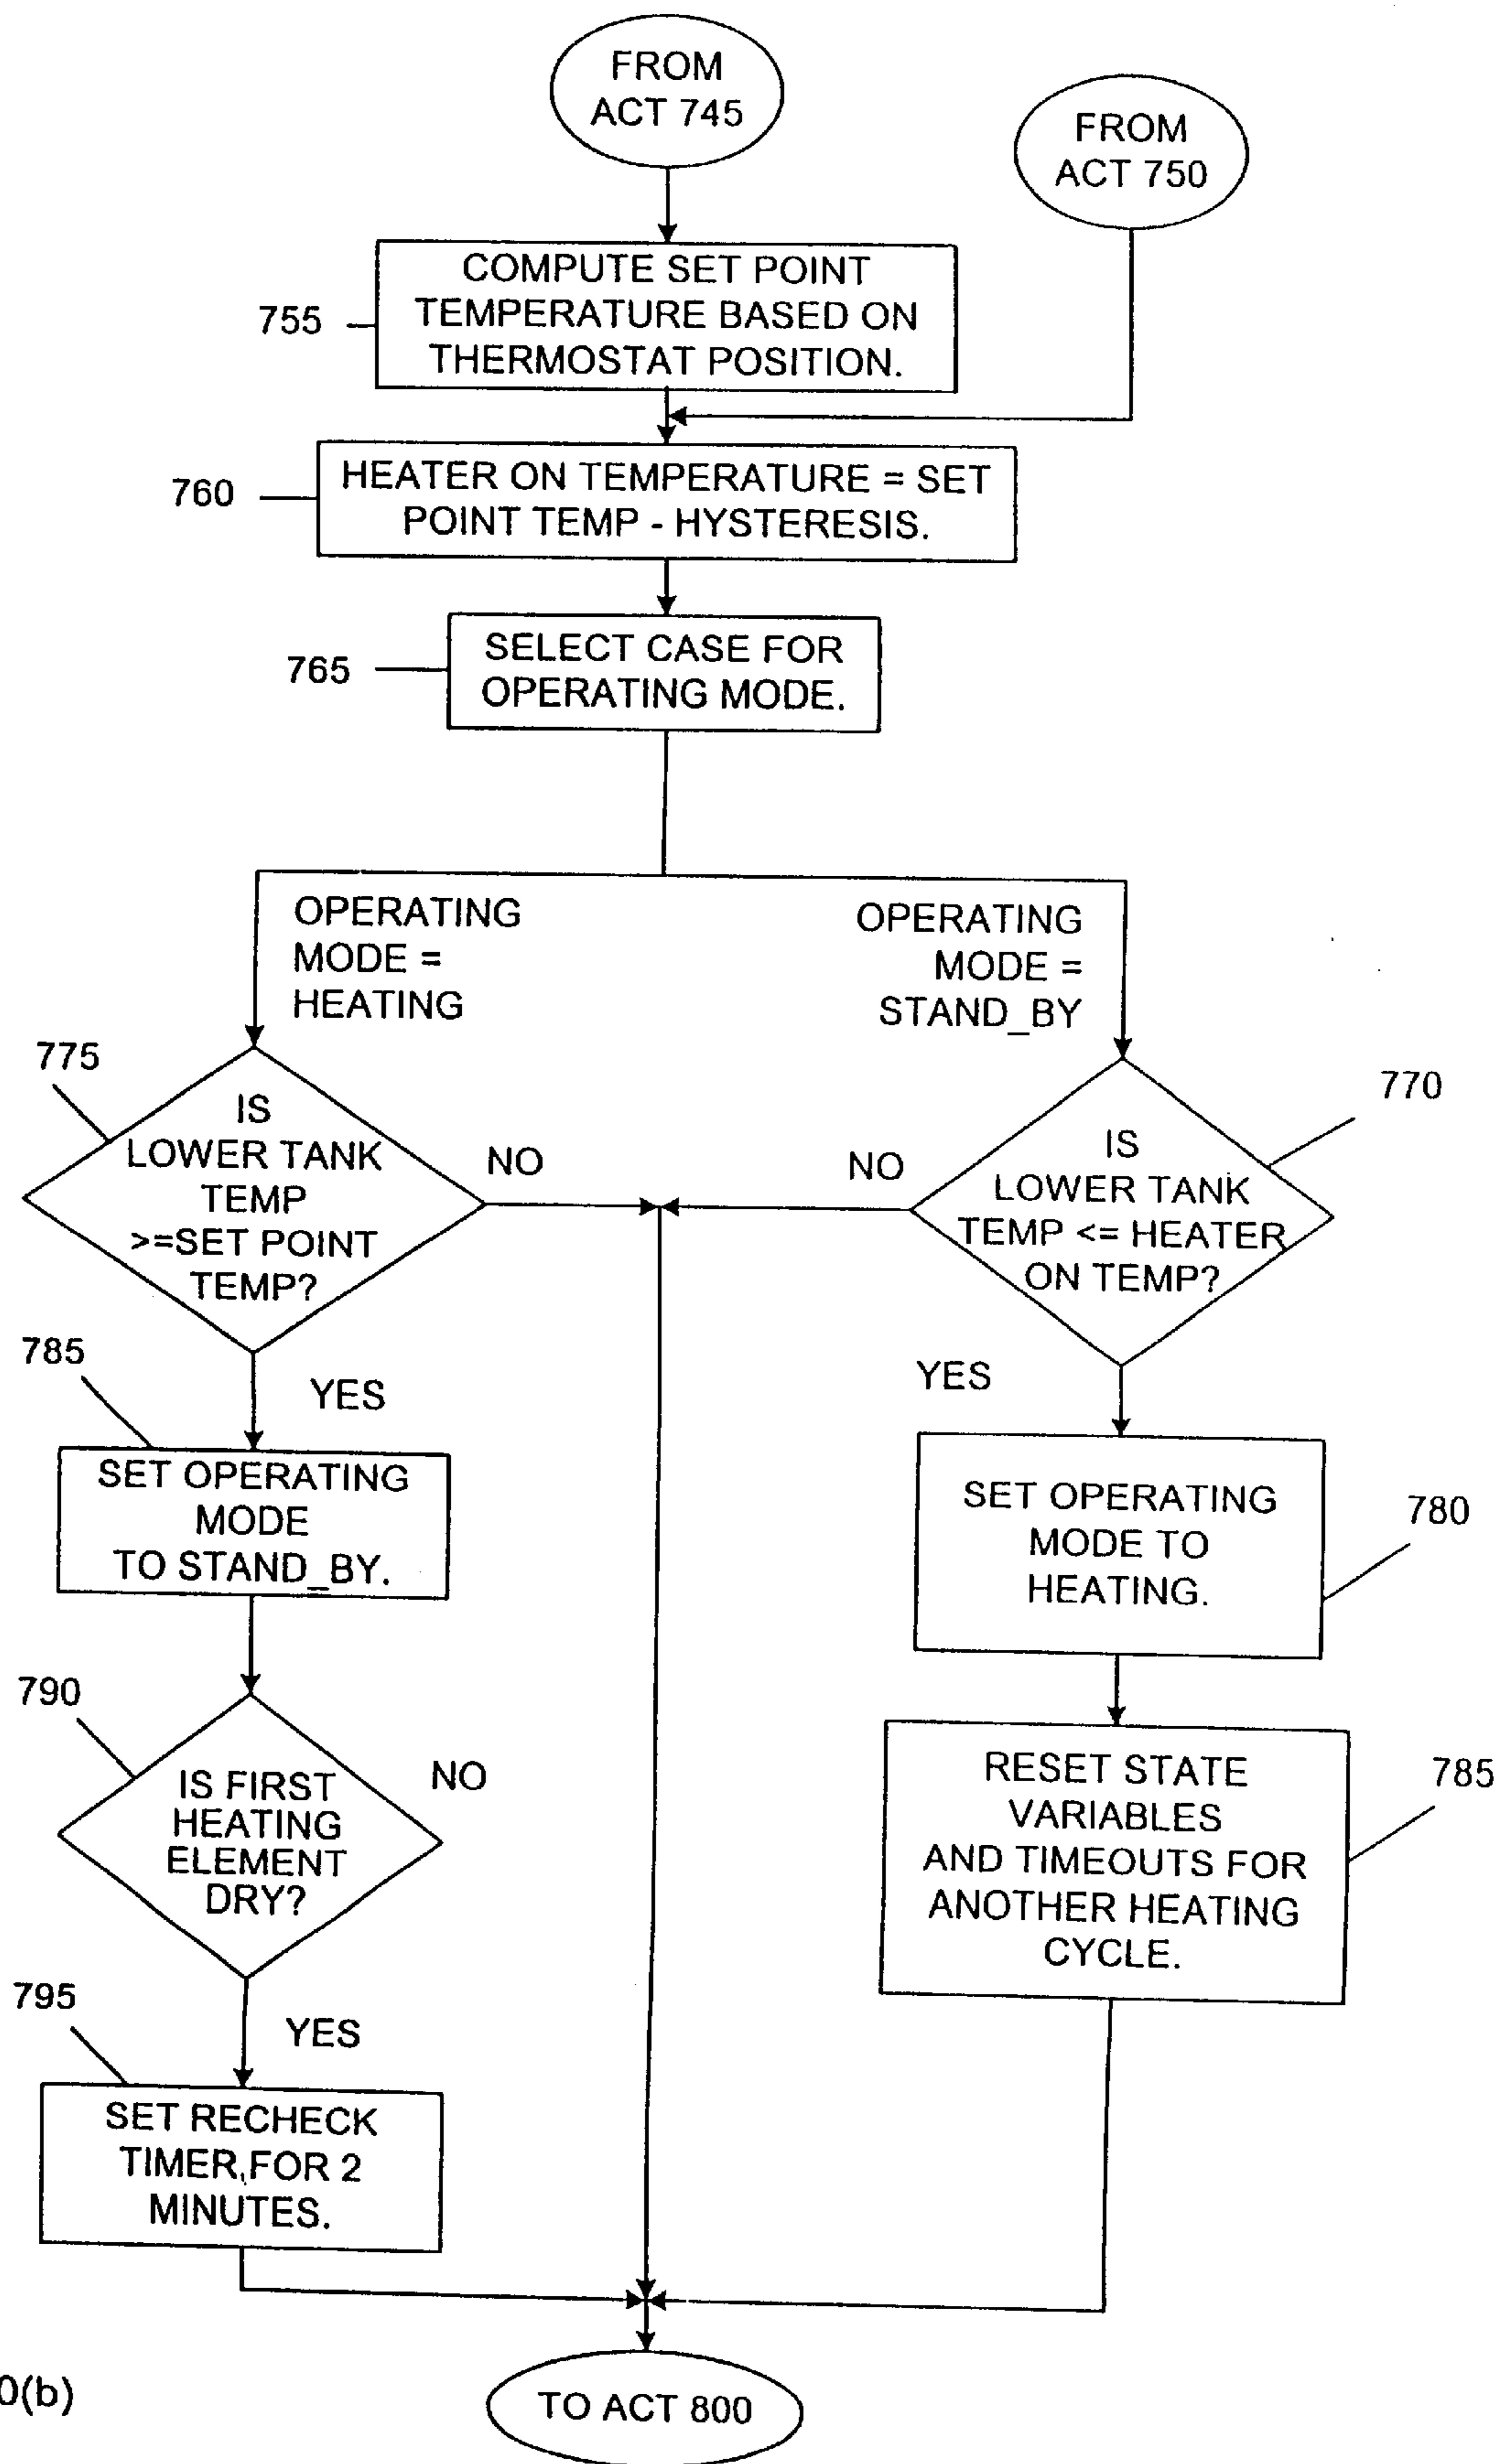 FROM
ACT 745
FROM
ACT 750
COMPUTE SET POINT
TEMPERATURE BASED ON
THERMOSTAT POSITION.
755
HEATER ON TEMPERATURE = SET
POINT TEMP - HYSTERESIS.
760
SELECT CASE FOR
OPERATING MODE.
765
OPERATING
MODE =
HEATING
OPERATING
MODE =
STAND_BY
775
IS
LOWER TANK
TEMP
>=SET POINT
TEMP?
NO
NO
770
IS
LOWER TANK
TEMP <= HEATER
ON TEMP?
YES
YES
785
SET OPERATING
MODE
TO STAND_BY.
SET OPERATING
MODE TO
HEATING.
780
790
IS FIRST
HEATING
ELEMENT
DRY?
NO
RESET STATE
VARIABLES
AND TIMEOUTS FOR
ANOTHER HEATING
CYCLE.
785
YES
795
SET RECHECK
TIMER FOR 2
MINUTES.
TO ACT 800
0(b)